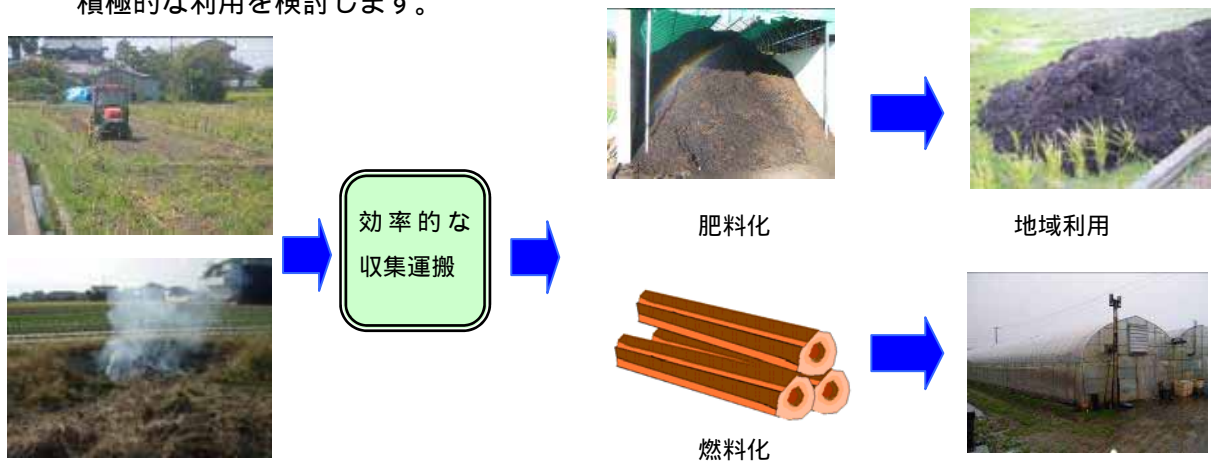 積極的な利用を検討します。
効率的な
収集運搬
肥料化
地域利用
燃料化